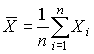 X̄ = 1/n ∑_{i=1}^{n} X_i